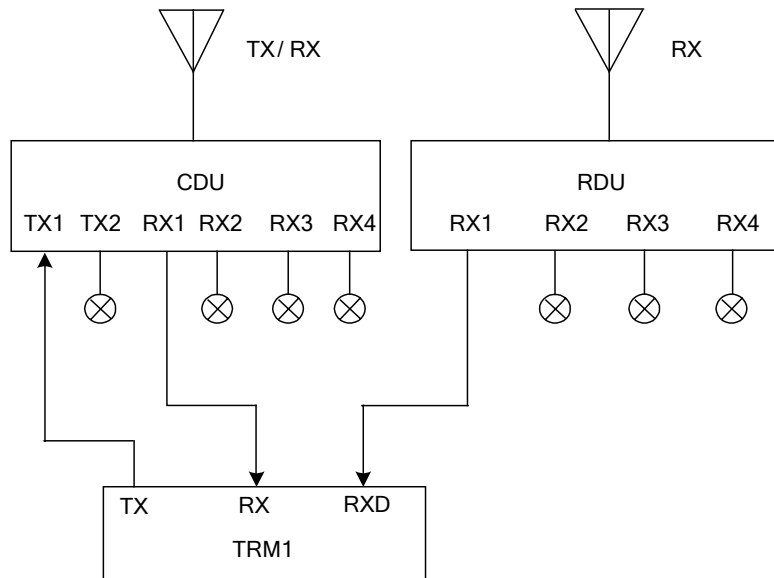 TX/ RX
RX
CDU
RDU
TX1 TX2 RX1 RX2 RX3 RX4
RX1 RX2 RX3 RX4
TX RX RXD
TRM1